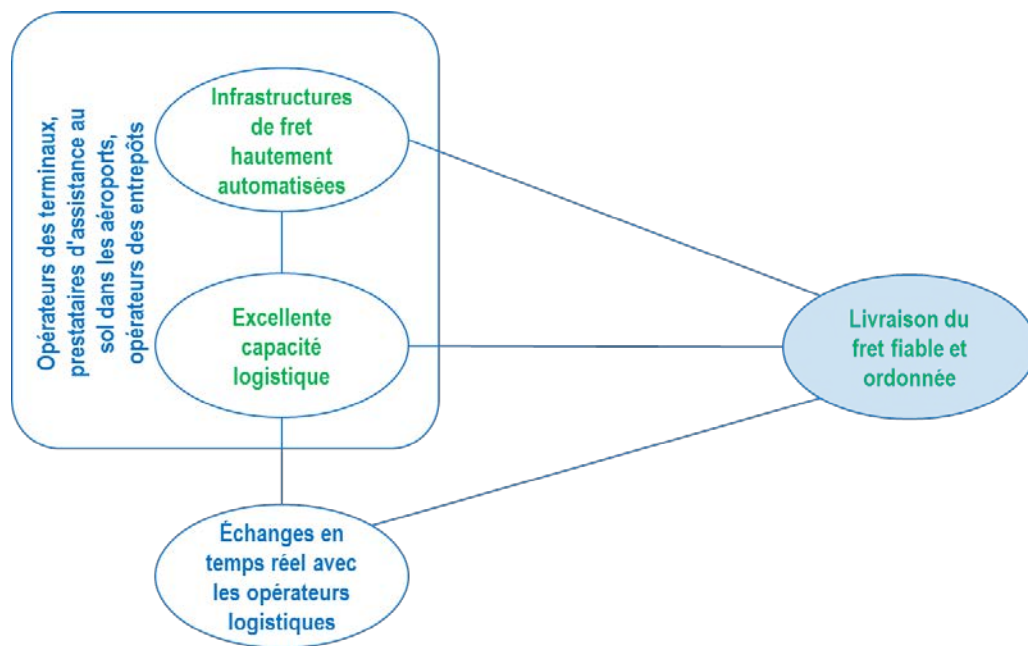 Opérateurs des terminaux,
prestataires d'assistance au
sol dans les aéroports,
opérateurs des entrepôts
Infrastructures
de fret
hautement
automatisées
Excellente
capacité
logistique
Livraison du
fret fiable et
ordonnée
Échanges en
temps réel avec
les opérateurs
logistiques